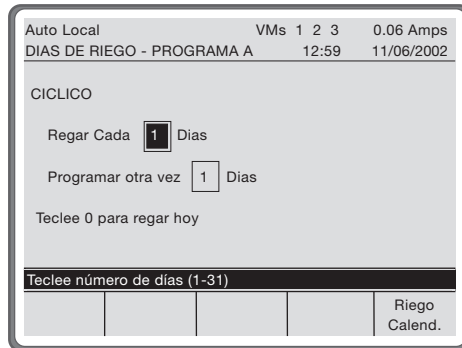 Auto Local VMs 1 2 3 0.06 Amps
DIAS DE RIEGO - PROGRAMA A 12:59 11/06/2002
CICLICO
Regar Cada 1 Dias
Programar otra vez 1 Dias
Teclee 0 para regar hoy
Teclee número de días (1-31)
Riego
Calend.